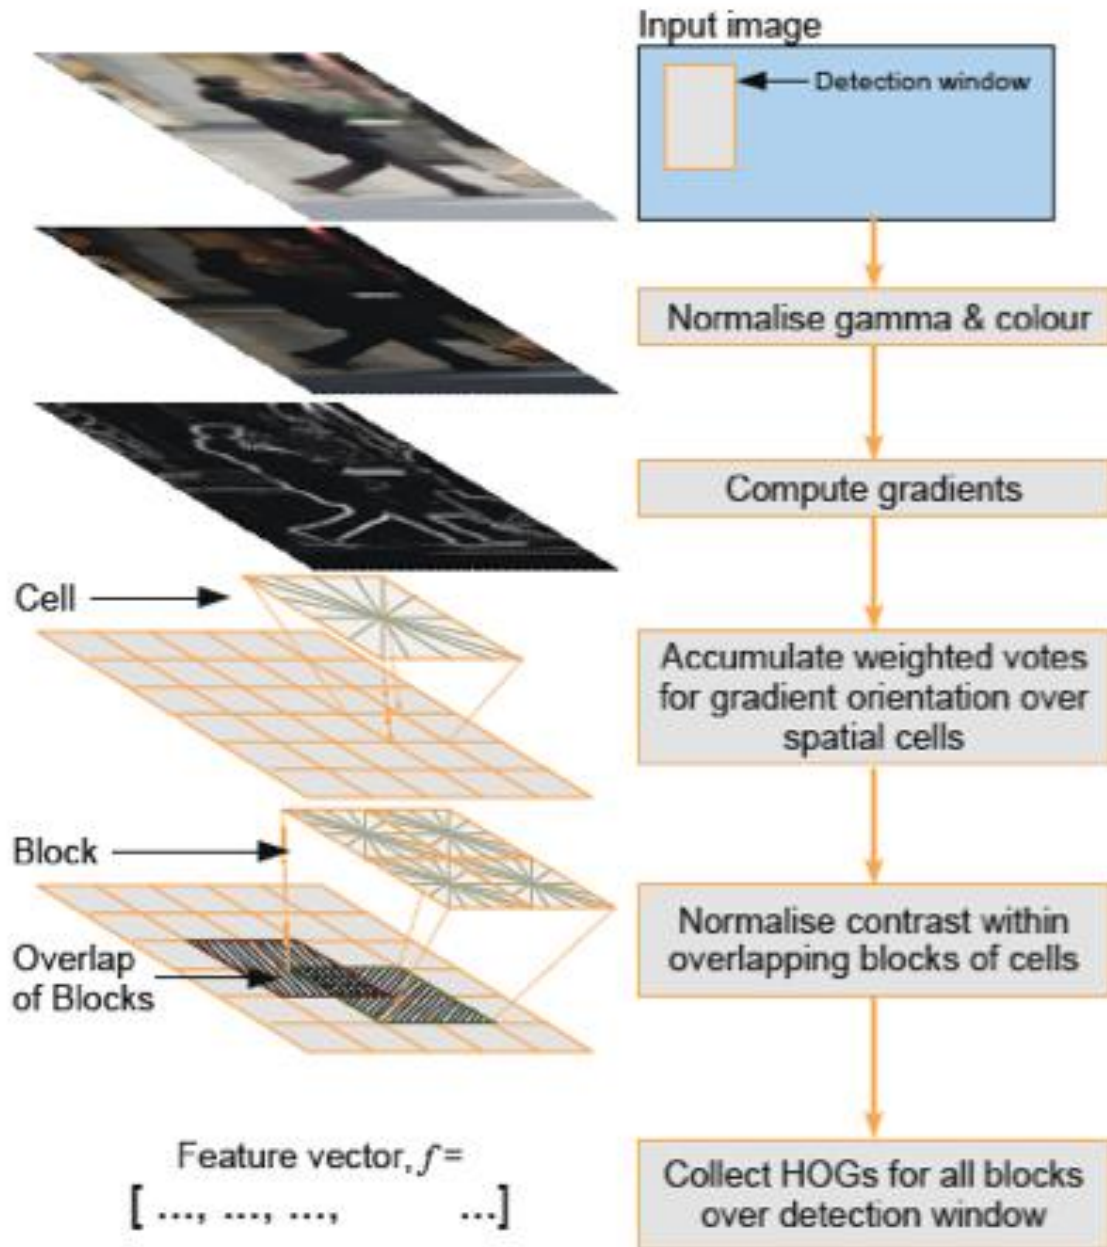 Input image
Detection window
Normalise gamma & colour
Compute gradients
Cell
Accumulate weighted votes
for gradient orientation over
spatial cells
Block
Normalise contrast within
overlapping blocks of cells
Overlap
of Blocks
Feature vector, f =
[ ..., ..., ..., ...]
Collect HOGs for all blocks
over detection window